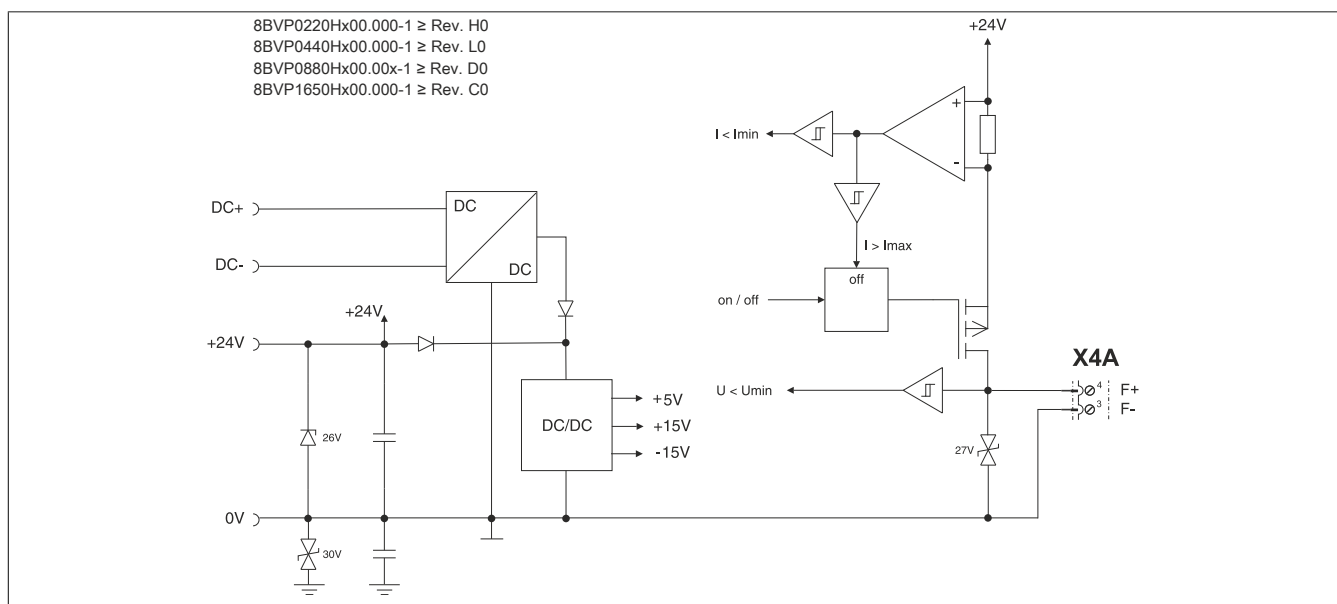 8BVP0220Hx00.000-1 ≥ Rev. H0
8BVP0440Hx00.000-1 ≥ Rev. L0
8BVP0880Hx00.00x-1 ≥ Rev. D0
8BVP1650Hx00.000-1 ≥ Rev. C0
+24V
+
I < Imin
-
DC+
DC
I > Imax
DC-
DC
off
on / off
+24V
+24V
X4A
U < Umin
4
F+
+5V
3
F-
DC/DC
+15V
26V
27V
-15V
0V
30V